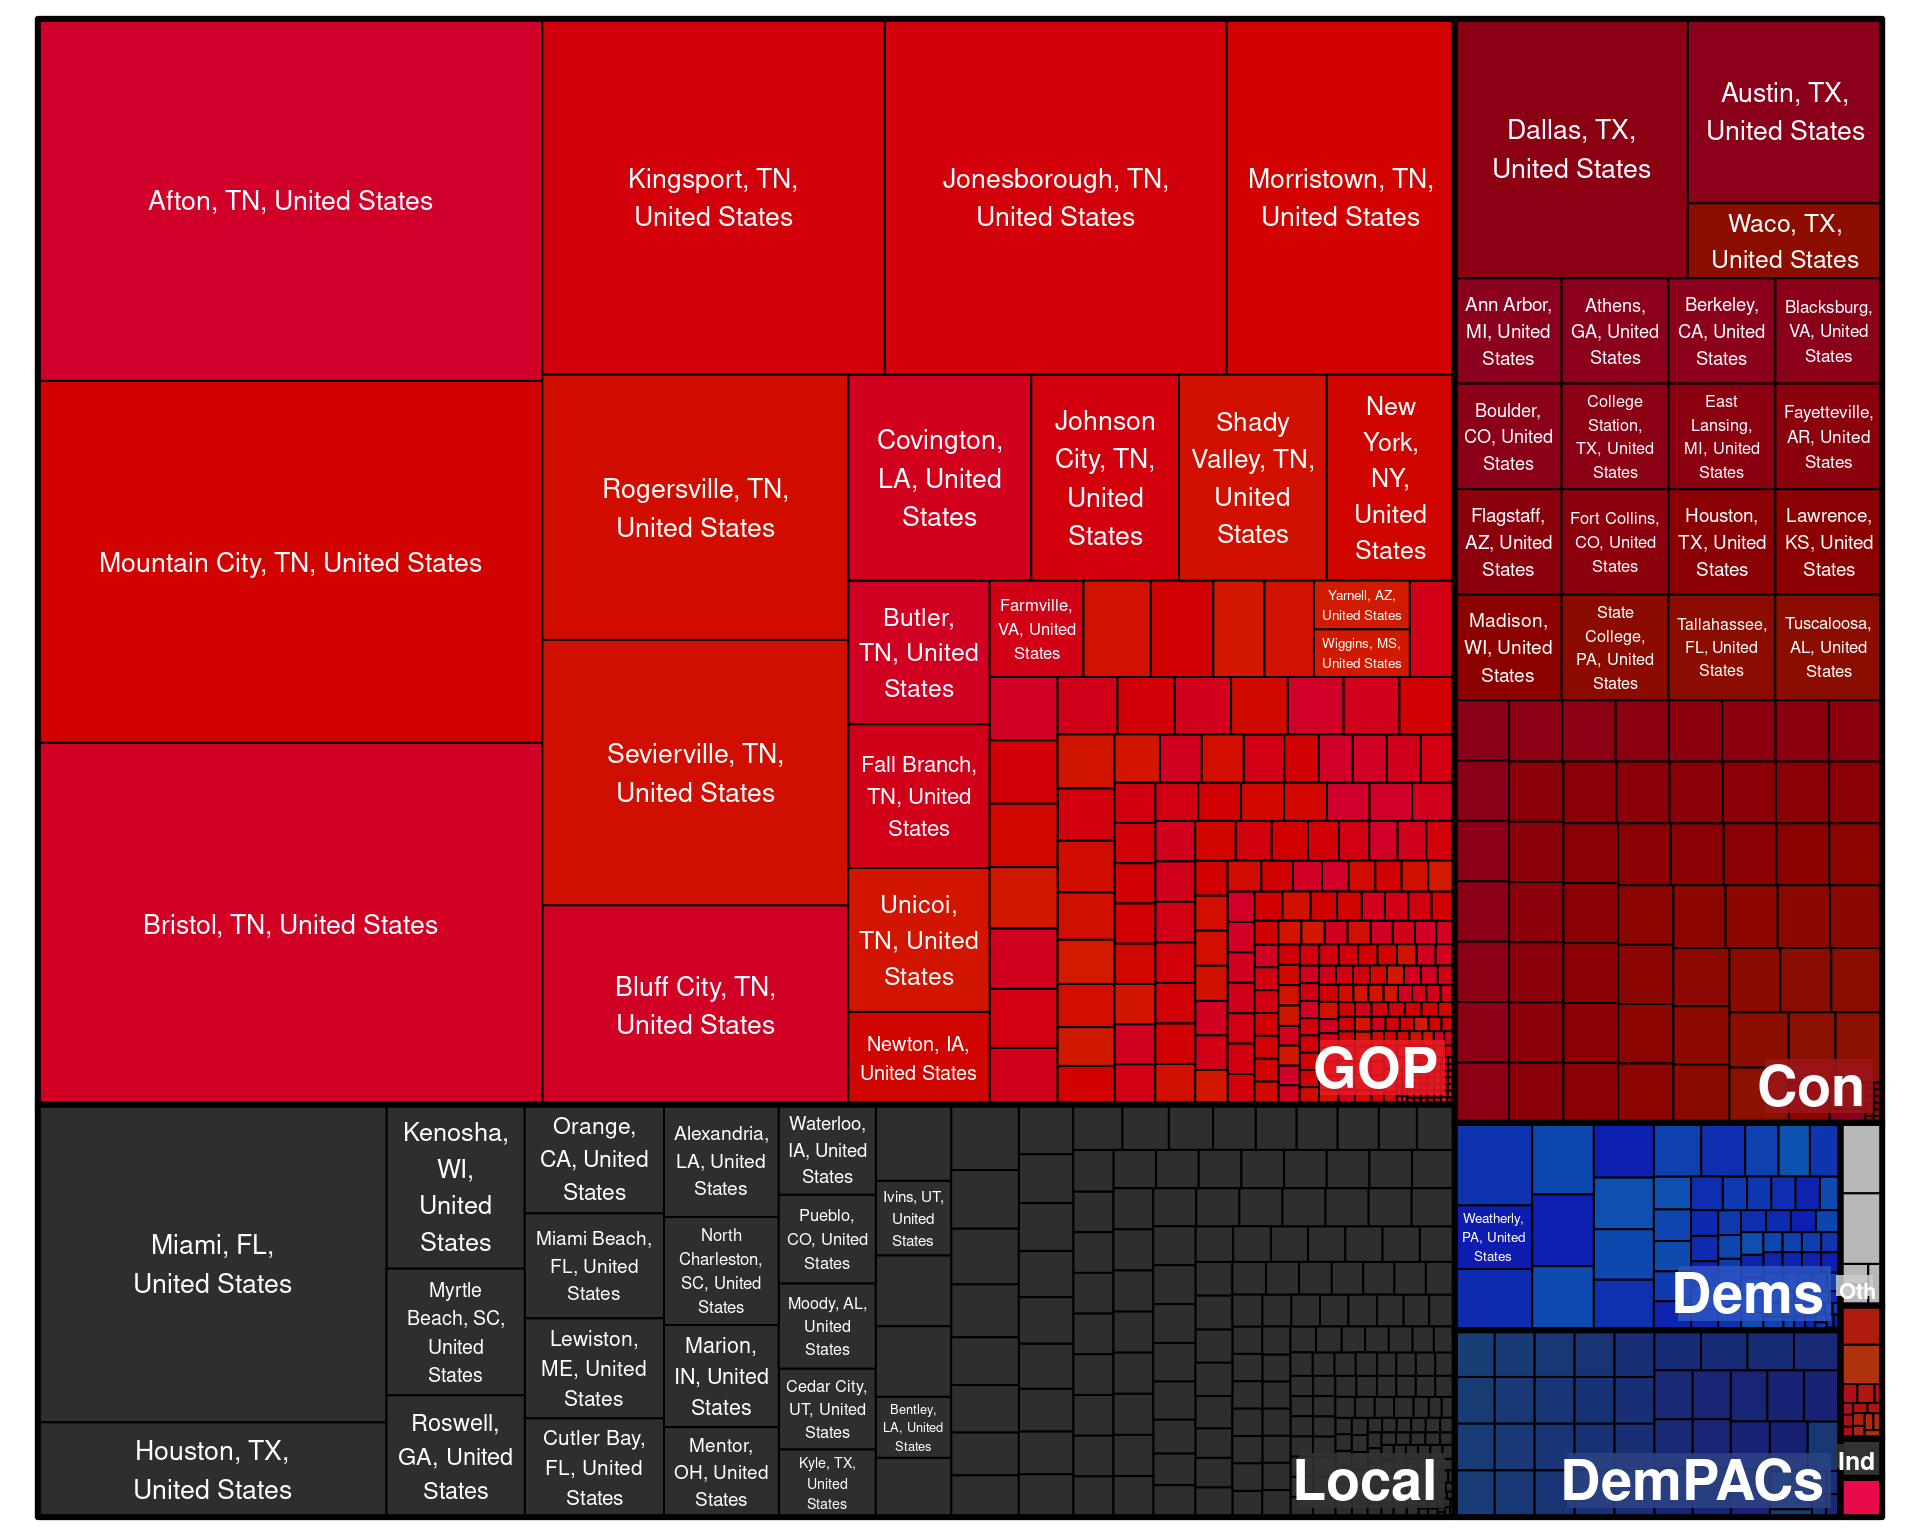 Afton, TN, United States
Mountain City, TN, United States
Bristol, TN, United States
Kingsport, TN,
United States
Jonesborough, TN,
United States
Morristown, TN,
United States
Rogersville, TN,
United States
Sevierville, TN,
United States
Bluff City, TN,
United States
Covington,
LA, United
States
Johnson
City, TN,
United
States
Shady
Valley, TN,
United
States
New
York,
NY,
United
States
Butler,
TN, United
States
Fall Branch,
TN, United
States
Unicoi,
TN, United
States
Newton, IA,
United States
Farmville,
VA, United
States
Yarnell, AZ,
United States
Wiggins, MS,
United States
GOP
Dallas, TX,
United States
Austin, TX,
United States
Waco, TX,
United States
Ann Arbor,
MI, United
States
Athens,
GA, United
States
Berkeley,
CA, United
States
Blacksburg,
VA, United
States
Boulder,
CO, United
States
College
Station,
TX, United
States
East
Lansing,
MI, United
States
Fayetteville,
AR, United
States
Flagstaff,
AZ, United
States
Fort Collins,
CO, United
States
Houston,
TX, United
States
Lawrence,
KS, United
States
Madison,
WI, United
States
State
College,
PA, United
States
Tallahassee,
FL, United
States
Tuscaloosa,
AL, United
States
Con
Miami, FL,
United States
Houston, TX,
United States
Kenosha,
WI,
United
States
Myrtle
Beach, SC,
United
States
Roswell,
GA, United
States
Orange,
CA, United
States
Miami Beach,
FL, United
States
Lewiston,
ME, United
States
Cutler Bay,
FL, United
States
Alexandria,
LA, United
States
North
Charleston,
SC, United
States
Marion,
IN, United
States
Mentor,
OH, United
States
Waterloo,
IA, United
States
Pueblo,
CO, United
States
Moody, AL,
United
States
Cedar City,
UT, United
States
Kyle, TX,
United
States
Ivins, UT,
United
States
Bentley,
LA, United
States
Local
Weatherly,
PA, United
States
Dems
Oth
DemPACs
Ind